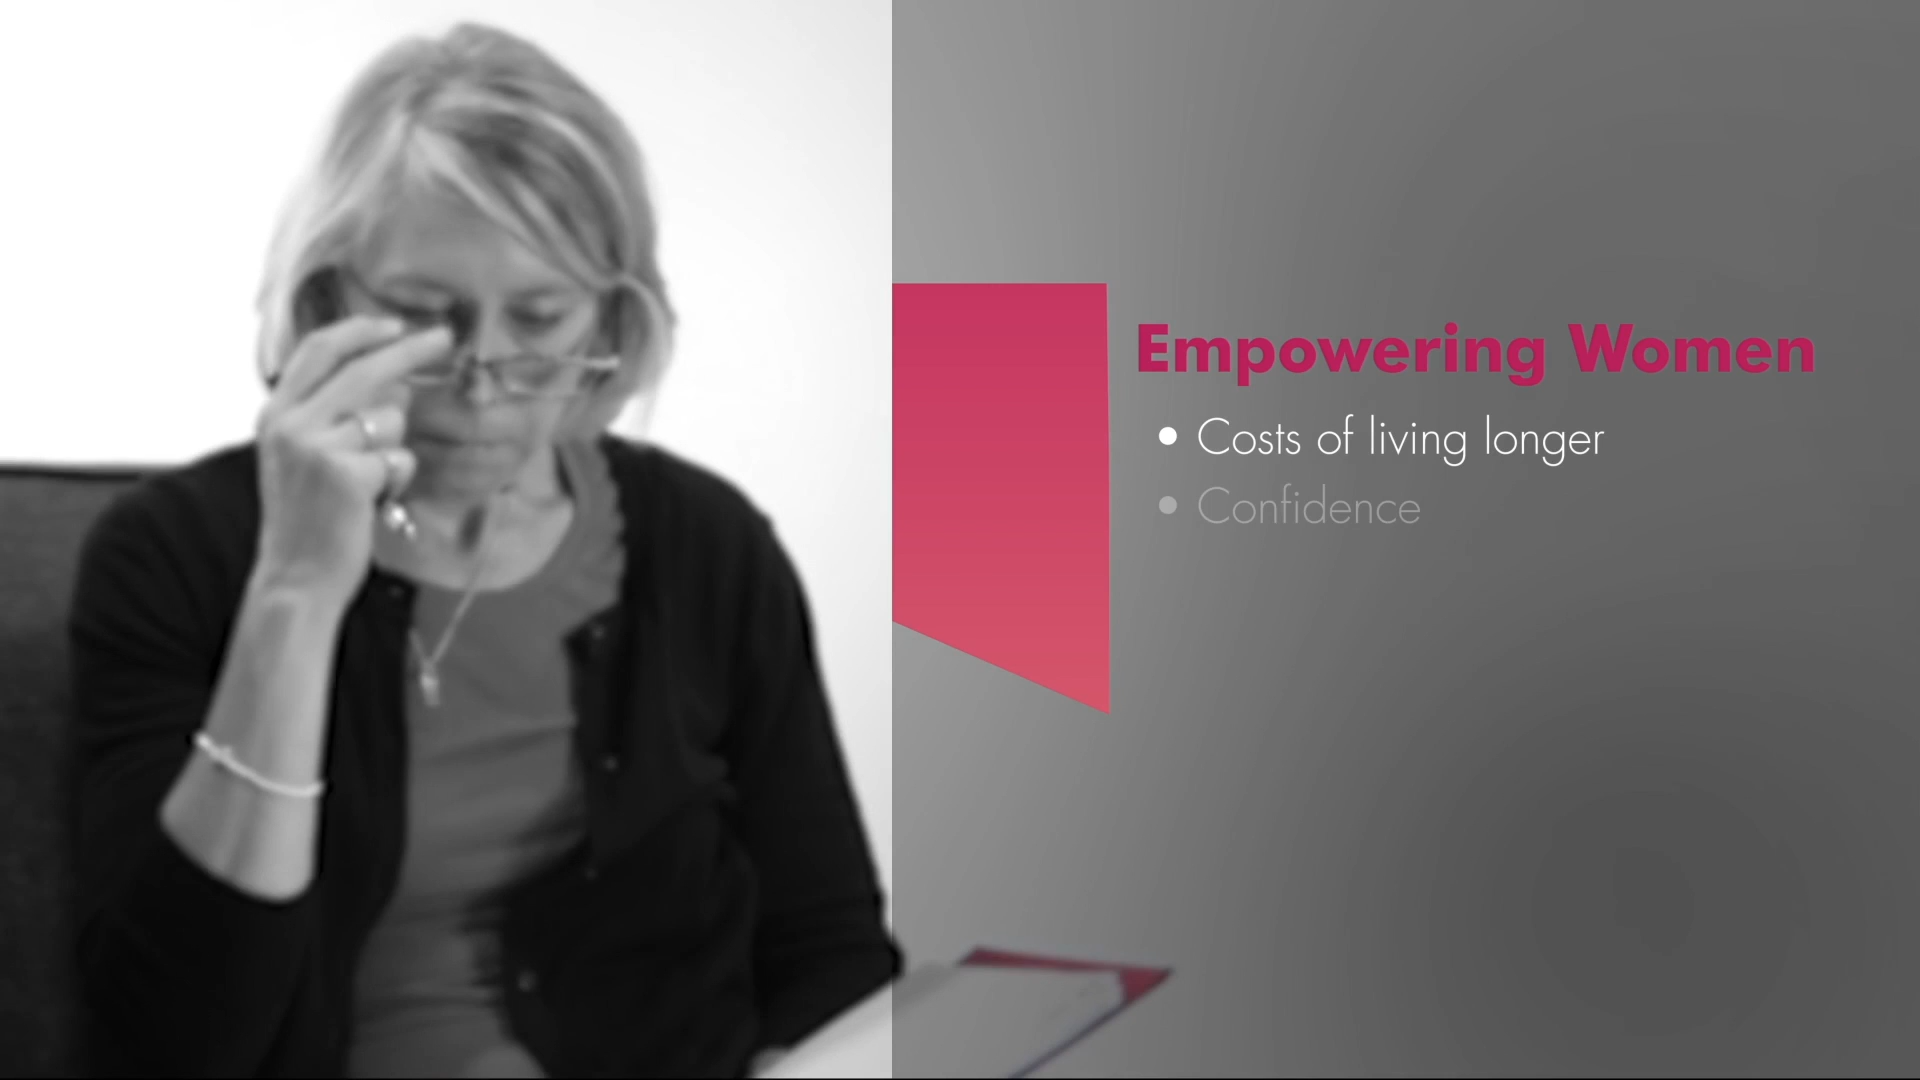 Empowering Women
• Costs of living longer
• Confidence